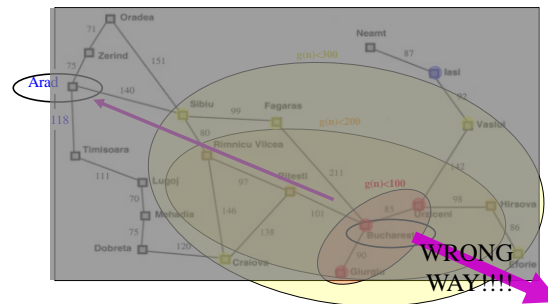 Oradea
Neamt
71
87
Zerind
g(n)<300
Iasi
151
75
Arad
92
140
Sibiu
99
Fagaras
118
g(n)<200
Vaslui
80
Rimnicu Vilcea
Timisoara
142
111
Lugoj
97
Pitesti
211
g(n)<100
70
98
Hirsova
85
Mehadia
146
101
Urziceni
86
75
138
Bucharest
Dobreta
120
90
WRONG
Craiova
Giurgiu
Eforie
WAY!!!!